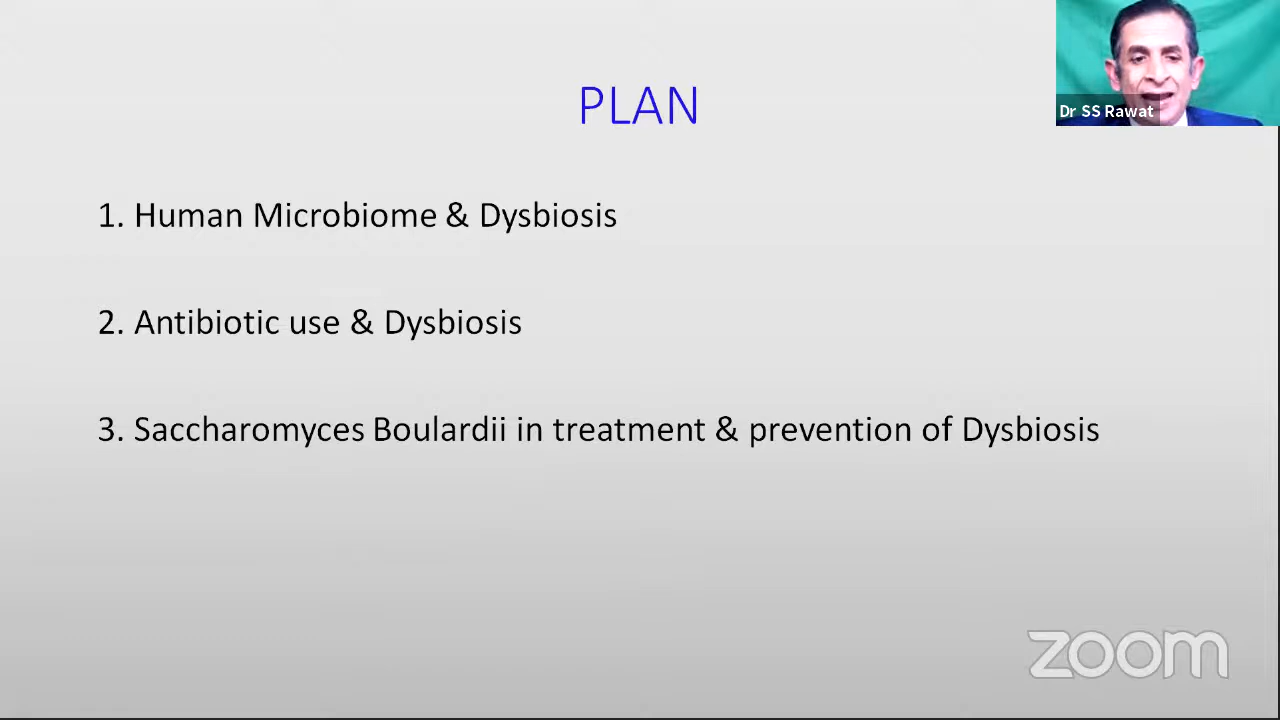 PLAN
Dr SS Rawat
1. Human Microbiome & Dysbiosis
2. Antibiotic use & Dysbiosis
3. Saccharomyces Boulardii in treatment & prevention of Dysbiosis
zoom